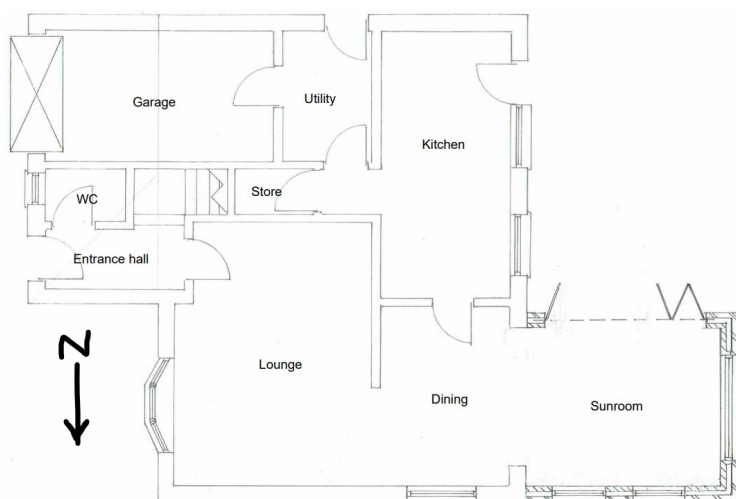 Garage
Utility
Kitchen
WC
Store
Entrance hall
N
Lounge
Dining
Sunroom